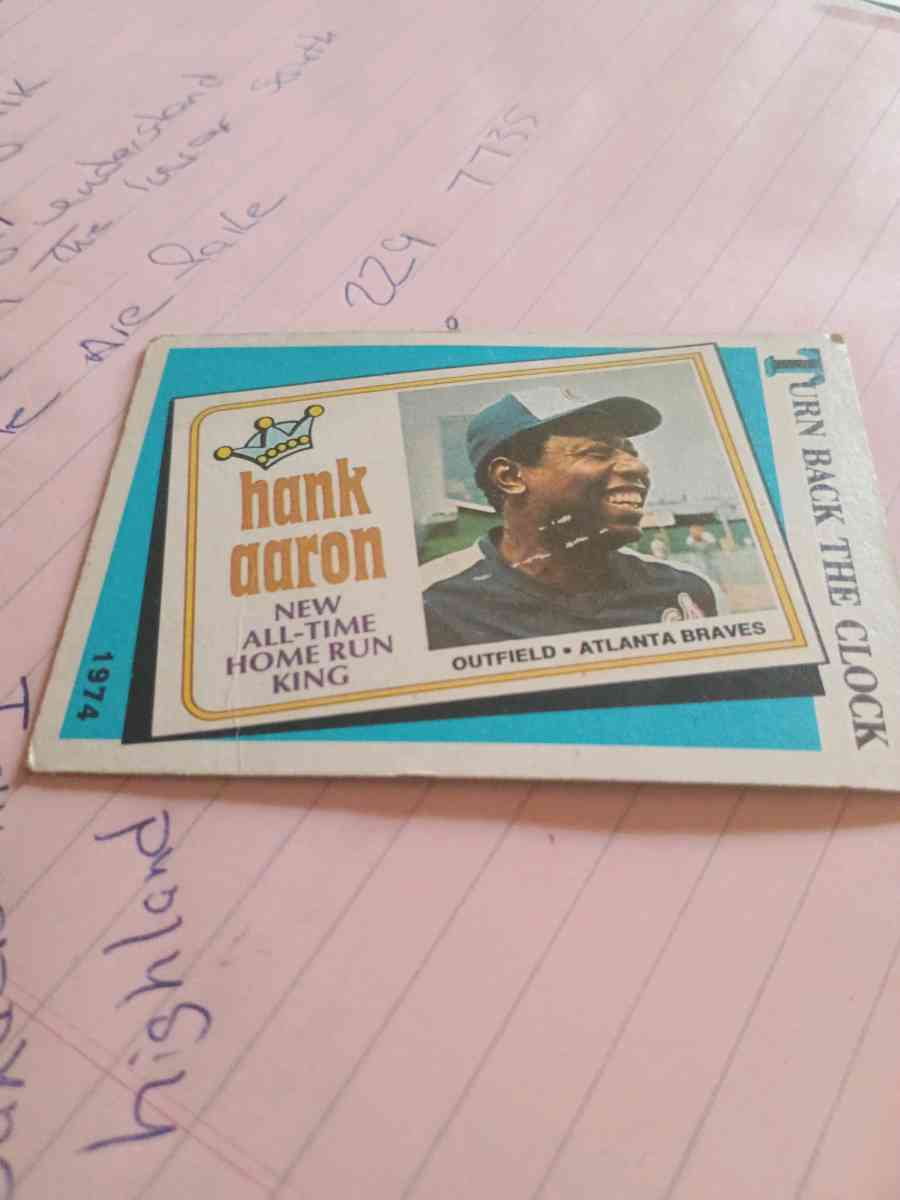 TURN BACK THE CLOCK
hank
aaron
NEW
ALL-TIME
HOME RUN
KING
OUTFIELD • ATLANTA BRAVES
1974
understand
The
229 7735
highland